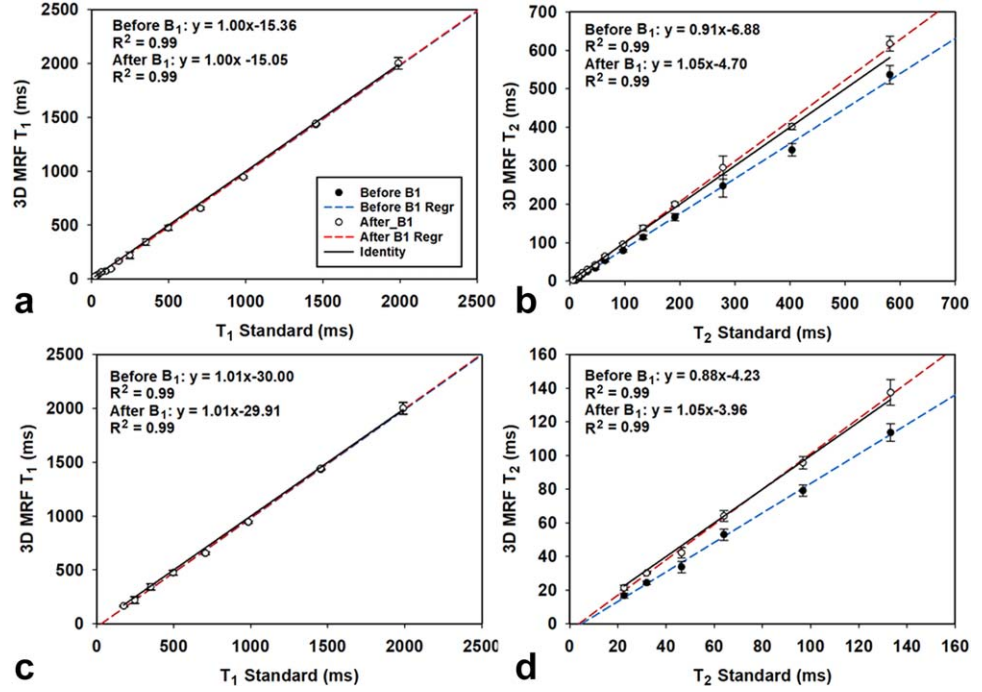 2500
2000
1500
1000
500
0
3D MRF T1 (ms)
Before B1: y = 1.00x-15.36
R2 = 0.99
After B1: y = 1.00x -15.05
R2 = 0.99
Before B1
Before B1 Regr
After_B1
After B1 Regr
Identity
0 500 1000 1500 2000 2500
T1 Standard (ms)
a
700
600
500
400
300
200
100
0
3D MRF T2 (ms)
Before B1: y = 0.91x-6.88
R2 = 0.99
After B1: y = 1.05x-4.70
R2 = 0.99
0 100 200 300 400 500 600 700
T2 Standard (ms)
b
2500
2000
1500
1000
500
0
3D MRF T1 (ms)
Before B1: y = 1.01x-30.00
R2 = 0.99
After B1: y = 1.01x-29.91
R2 = 0.99
0 500 1000 1500 2000 2500
T1 Standard (ms)
c
160
140
120
100
80
60
40
20
0
3D MRF T2 (ms)
Before B1: y = 0.88x-4.23
R2 = 0.99
After B1: y = 1.05x-3.96
R2 = 0.99
0 20 40 60 80 100 120 140 160
T2 Standard (ms)
d